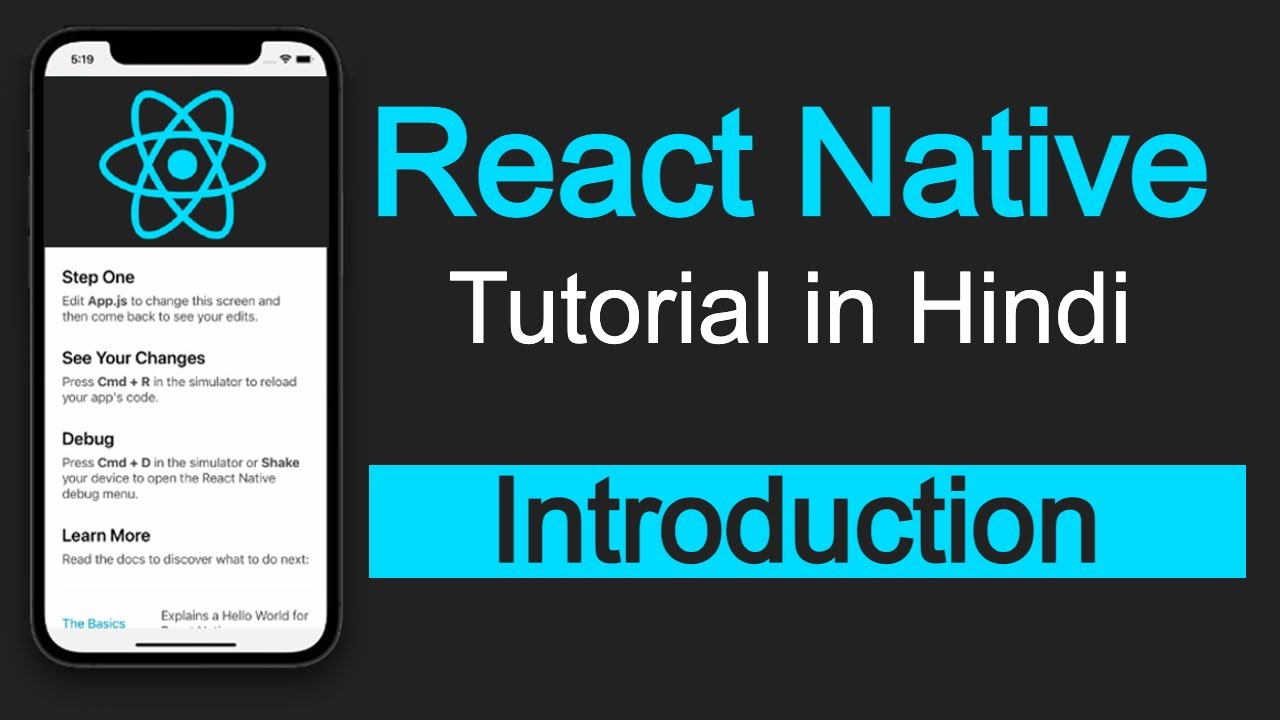 5:19
Step One
Edit App.js to change this screen and
then come back to see your edits.
See Your Changes
Press Cmd + R in the simulator to reload
your app's code.
Debug
Press Cmd + D in the simulator or Shake
your device to open the React Native
debug menu.
Learn More
Read the docs to discover what to do next:
The Basics
Explains a Hello World for
React Native
Tutorial in Hindi
Introduction